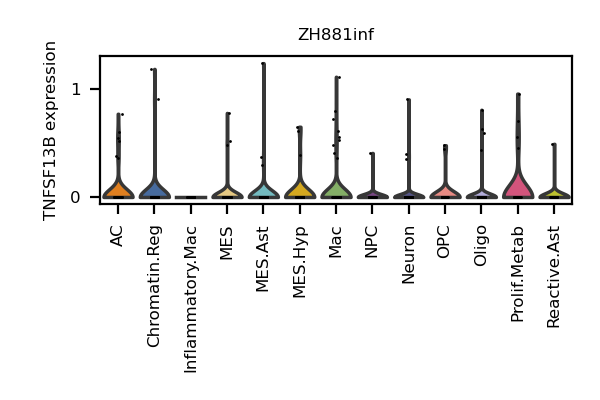 ZH881inf
TNFSF13B expression
1
0
AC
Chromatin.Reg
Inflammatory.Mac
MES
MES.Ast
MES.Hyp
Mac
NPC
Neuron
OPC
Oligo
Prolif.Metab
Reactive.Ast